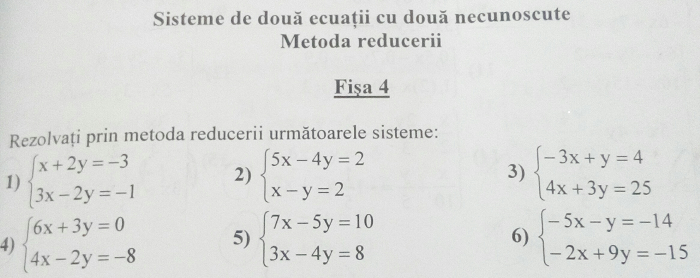 Sisteme de două ecuații cu două necunoscute
Metoda reducerii
Fișa 4
Rezolvați prin metoda reducerii următoarele sisteme:
1) { x + 2y = –3
3x – 2y = –1
2) { 5x – 4y = 2
x – y = 2
3) { –3x + y = 4
4x + 3y = 25
4) { 6x + 3y = 0
4x – 2y = –8
5) { 7x – 5y = 10
3x – 4y = 8
6) { –5x – y = –14
–2x + 9y = –15